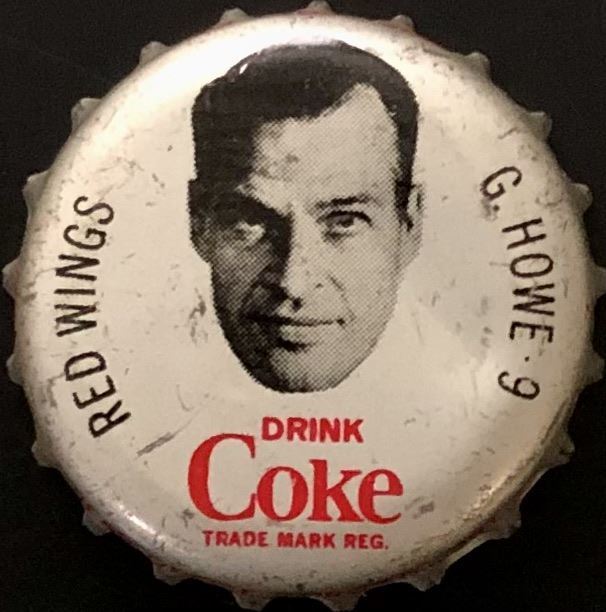 RED WINGS
G. HOWE · 9
DRINK
Coke
TRADE MARK REG.